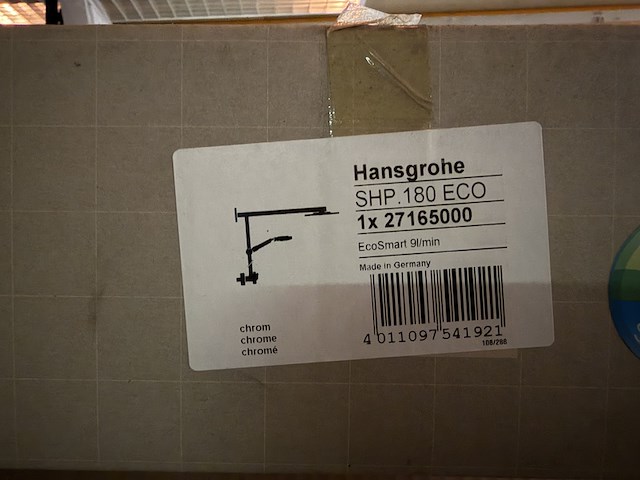 Hansgrohe
SHP.180 ECO
1x 27165000
EcoSmart 9l/min
Made in Germany
4 011097 541921
108/266
chrom
chrome
chromé